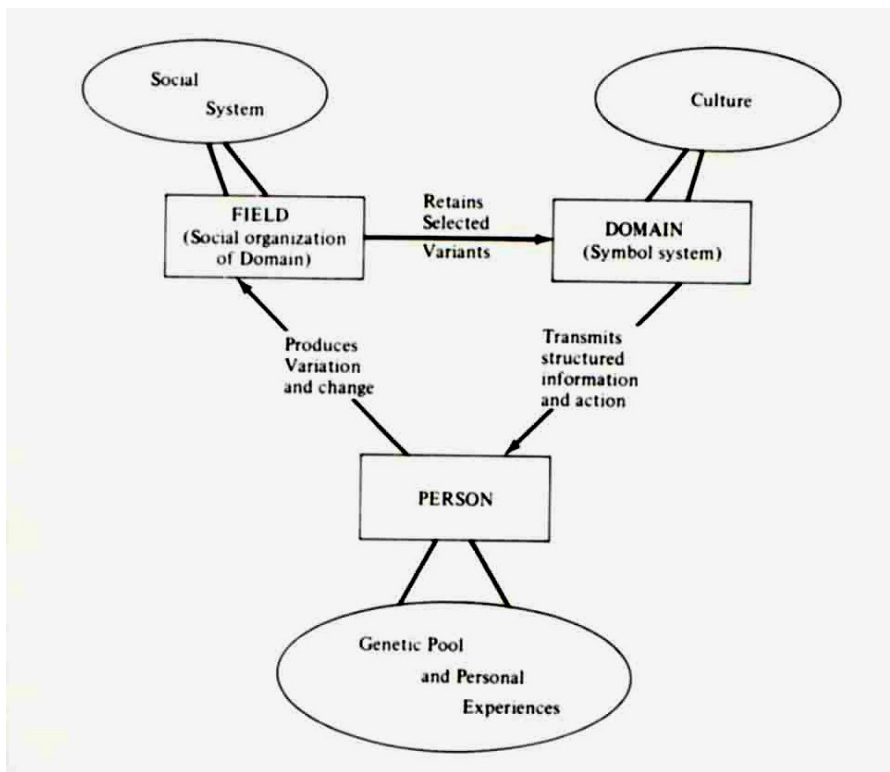 Social
System
Culture
FIELD
(Social organization
of Domain)
Retains
Selected
Variants
DOMAIN
(Symbol system)
Produces
Variation
and change
Transmits
structured
information
and action
PERSON
Genetic Pool
and Personal
Experiences